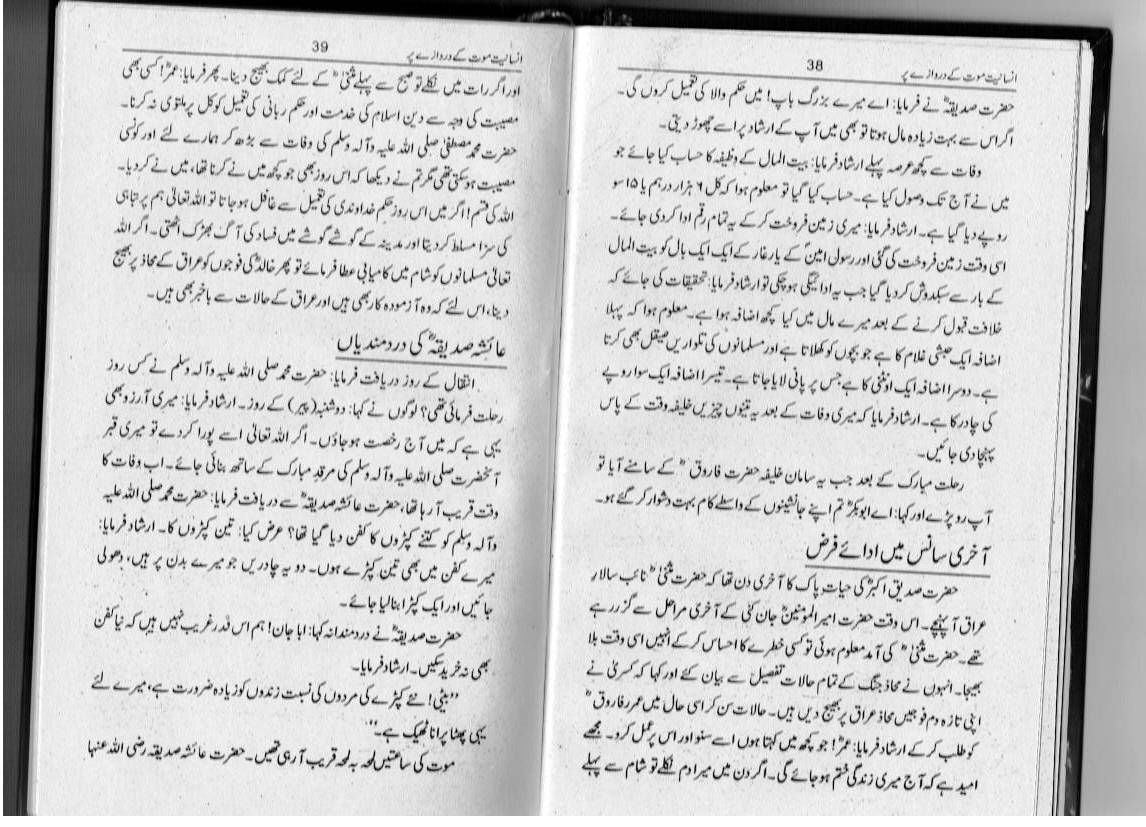 انسانیت موت کے دروازے پر
38
حضرت صدیقہؓ نے فرمایا: اے میرے بزرگ باپ! میں حکم والا کی تعمیل کروں گی۔
اگر اس سے بہت زیادہ مال ہوتا تو بھی میں آپ کے ارشاد پر اسے چھوڑ دیتی۔
وفات سے کچھ عرصہ پہلے ارشاد فرمایا: بیت المال کے وظیفہ کا حساب کیا جائے جو
میں نے آج تک وصول کیا ہے۔ حساب کیا گیا تو معلوم ہوا کہ کل ۶ ہزار درہم یا ۱۵ سو
روپے دیا گیا ہے۔ ارشاد فرمایا: میری زمین فروخت کر کے یہ تمام رقم ادا کر دی جائے۔
اسی وقت زمین فروخت کی گئی اور رسول امینؐ کے یار غار کے ایک ایک بال کو بیت المال
کے بار سے سبکدوش کر دیا گیا جب یہ ادائیگی ہو چکی تو ارشاد فرمایا: تحقیقات کی جائے کہ
خلافت قبول کرنے کے بعد میرے مال میں کیا کچھ اضافہ ہوا ہے۔ معلوم ہوا کہ پہلا
اضافہ ایک حبشی غلام کا ہے جو بچوں کو کھلاتا ہے اور مسلمانوں کی تلواریں صیقل بھی کرتا
ہے۔ دوسرا اضافہ ایک اونٹنی کا ہے جس پر پانی لایا جاتا ہے۔ تیسرا اضافہ ایک سوا روپے
کی چادر کا ہے۔ ارشاد فرمایا کہ میری وفات کے بعد یہ تینوں چیزیں خلیفہ وقت کے پاس
پہنچا دی جائیں۔
رحلت مبارک کے بعد جب یہ سامان خلیفہ حضرت فاروقؓ کے سامنے آیا تو
آپ رو پڑے اور کہا: اے ابوبکرؓ تم اپنے جانشینوں کے واسطے کام بہت دشوار کر گئے ہو۔
آخری سانس میں ادائے فرض
حضرت صدیق اکبرؓ کی حیات پاک کا آخری دن تھا کہ حضرت مثنیٰؓ نائب سالار
عراق آ پہنچے۔ اس وقت حضرت امیر المومنینؓ جان کنی کے آخری مراحل سے گزر رہے
تھے۔ حضرت مثنیٰؓ کی آمد معلوم ہوئی تو کسی خطرے کا احساس کر کے انہیں اسی وقت بلا
بھیجا۔ انہوں نے محاذ جنگ کے تمام حالات تفصیل سے بیان کئے اور کہا کہ کسریٰ نے
اپنی تازہ دم فوجیں محاذ عراق پر بھیج دیں ہیں۔ حالات سن کر اسی حال میں عمر فاروقؓ
کو طلب کر کے ارشاد فرمایا: عمرؓ! جو کچھ میں کہتا ہوں اسے سنو اور اس پر عمل کرو۔ مجھے
امید ہے کہ آج میری زندگی ختم ہو جائے گی۔ اگر دن میں میرا دم نکلے تو شام سے پہلے
انسانیت موت کے دروازے پر
39
اور اگر رات میں نکلے تو صبح سے پہلے مثنیٰؓ کے لئے کمک بھیج دینا۔ پھر فرمایا: عمرؓ! کسی بھی
مصیبت کی وجہ سے دین اسلام کی خدمت اور حکم ربانی کی تعمیل کو کل پر ملتوی نہ کرنا۔
حضرت محمد مصطفیٰ صلی اللہ علیہ وآلہ وسلم کی وفات سے بڑھ کر ہمارے لئے اور کونسی
مصیبت ہو سکتی تھی مگر تم نے دیکھا کہ اس روز بھی جو کچھ میں نے کرنا تھا، میں نے کر دیا۔
اللہ کی قسم! اگر میں اس روز حکم خداوندی کی تعمیل سے غافل ہو جاتا تو اللہ تعالیٰ ہم پر تباہی
کی سزا مسلط کر دیتا اور مدینہ کے گوشے گوشے میں فساد کی آگ بھڑک اٹھتی۔ اگر اللہ
تعالیٰ مسلمانوں کو شام میں کامیابی عطا فرمائے تو پھر خالدؓ کی فوجوں کو عراق کے محاذ پر بھیج
دینا، اس لئے کہ وہ آزمودہ کار بھی ہیں اور عراق کے حالات سے باخبر بھی ہیں۔
عائشہ صدیقہؓ کی دردمندیاں
انتقال کے روز دریافت فرمایا: حضرت محمد صلی اللہ علیہ وآلہ وسلم نے کس روز
رحلت فرمائی تھی؟ لوگوں نے کہا: دوشنبہ (پیر) کے روز۔ ارشاد فرمایا: میری آرزو بھی
یہی ہے کہ میں آج رخصت ہو جاؤں۔ اگر اللہ تعالیٰ اسے پورا کر دے تو میری قبر
آنحضرت صلی اللہ علیہ وآلہ وسلم کی مرقد مبارک کے ساتھ بنائی جائے۔ اب وفات کا
وقت قریب آ رہا تھا، حضرت عائشہ صدیقہؓ سے دریافت فرمایا: حضرت محمد صلی اللہ علیہ
وآلہ وسلم کو کتنے کپڑوں کا کفن دیا گیا تھا؟ عرض کیا: تین کپڑوں کا۔ ارشاد فرمایا:
میرے کفن میں بھی تین کپڑے ہوں۔ دو یہ چادریں جو میرے بدن پر ہیں، دھو لی
جائیں اور ایک کپڑا بنا لیا جائے۔
حضرت صدیقہؓ نے دردمندانہ کہا: ابا جان! ہم اس قدر غریب نہیں ہیں کہ نیا کفن
بھی نہ خرید سکیں۔ ارشاد فرمایا۔
"بیٹی! نئے کپڑے کی مردوں کی نسبت زندوں کو زیادہ ضرورت ہے، میرے لئے
یہی پھٹا پرانا ٹھیک ہے۔"
موت کی ساعتیں لمحہ بہ لمحہ قریب آ رہی تھیں۔ حضرت عائشہ صدیقہ رضی اللہ عنہا